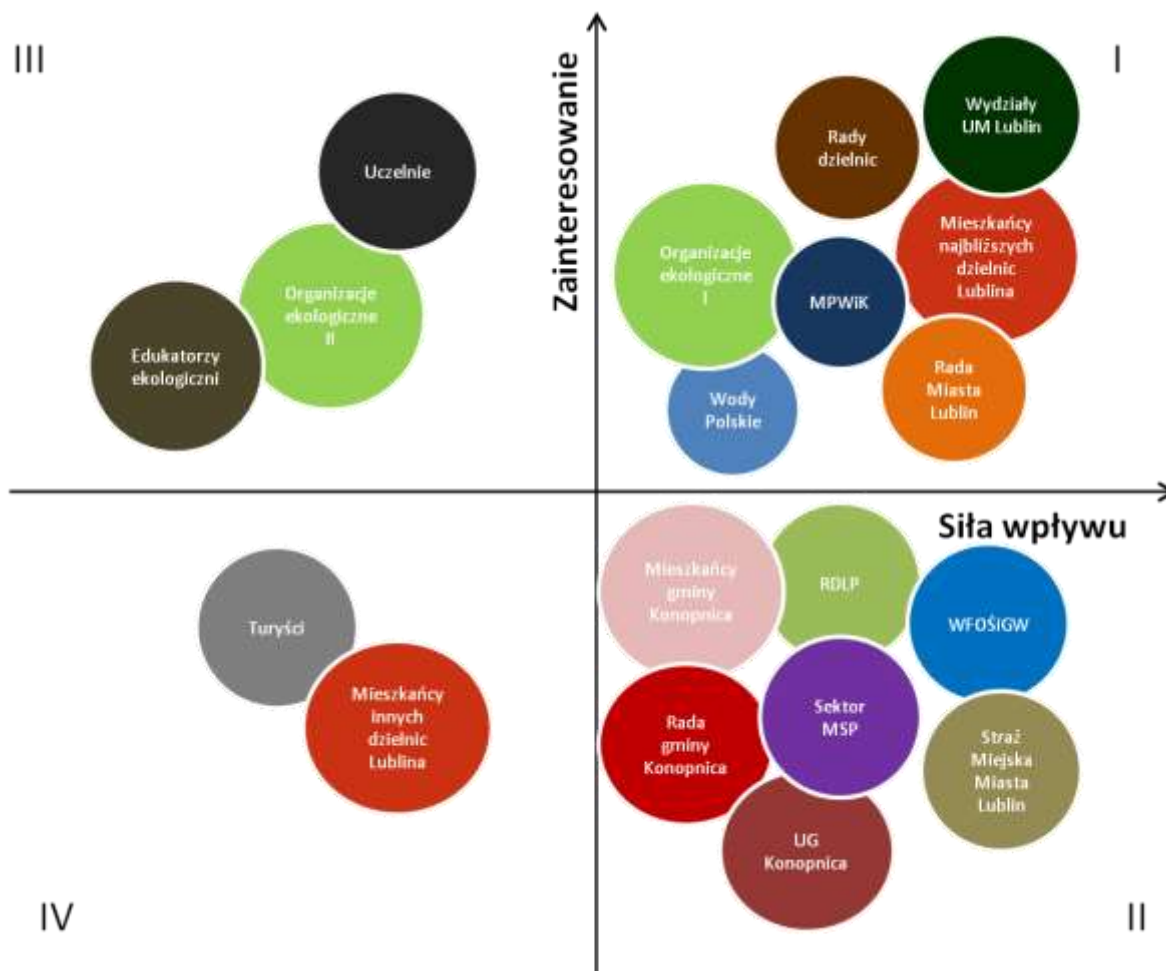 III
I
Zainteresowanie
Wydziały
UM Lublin
Rady
dzielnic
Uczelnie
Mieszkańcy
najbliższych
dzielnic
Lublina
Organizacje
ekologiczne
I
MPWiK
Organizacje
ekologiczne
II
Edukatorzy
ekologiczni
Rada
Miasta
Lublin
Wody
Polskie
Siła wpływu
Mieszkańcy
gminy
Konopnica
RDLP
WFOŚiGW
Turyści
Mieszkańcy
innych
dzielnic
Lublina
Sektor
MSP
Rada
gminy
Konopnica
Straż
Miejska
Miasta
Lublin
UG
Konopnica
IV
II